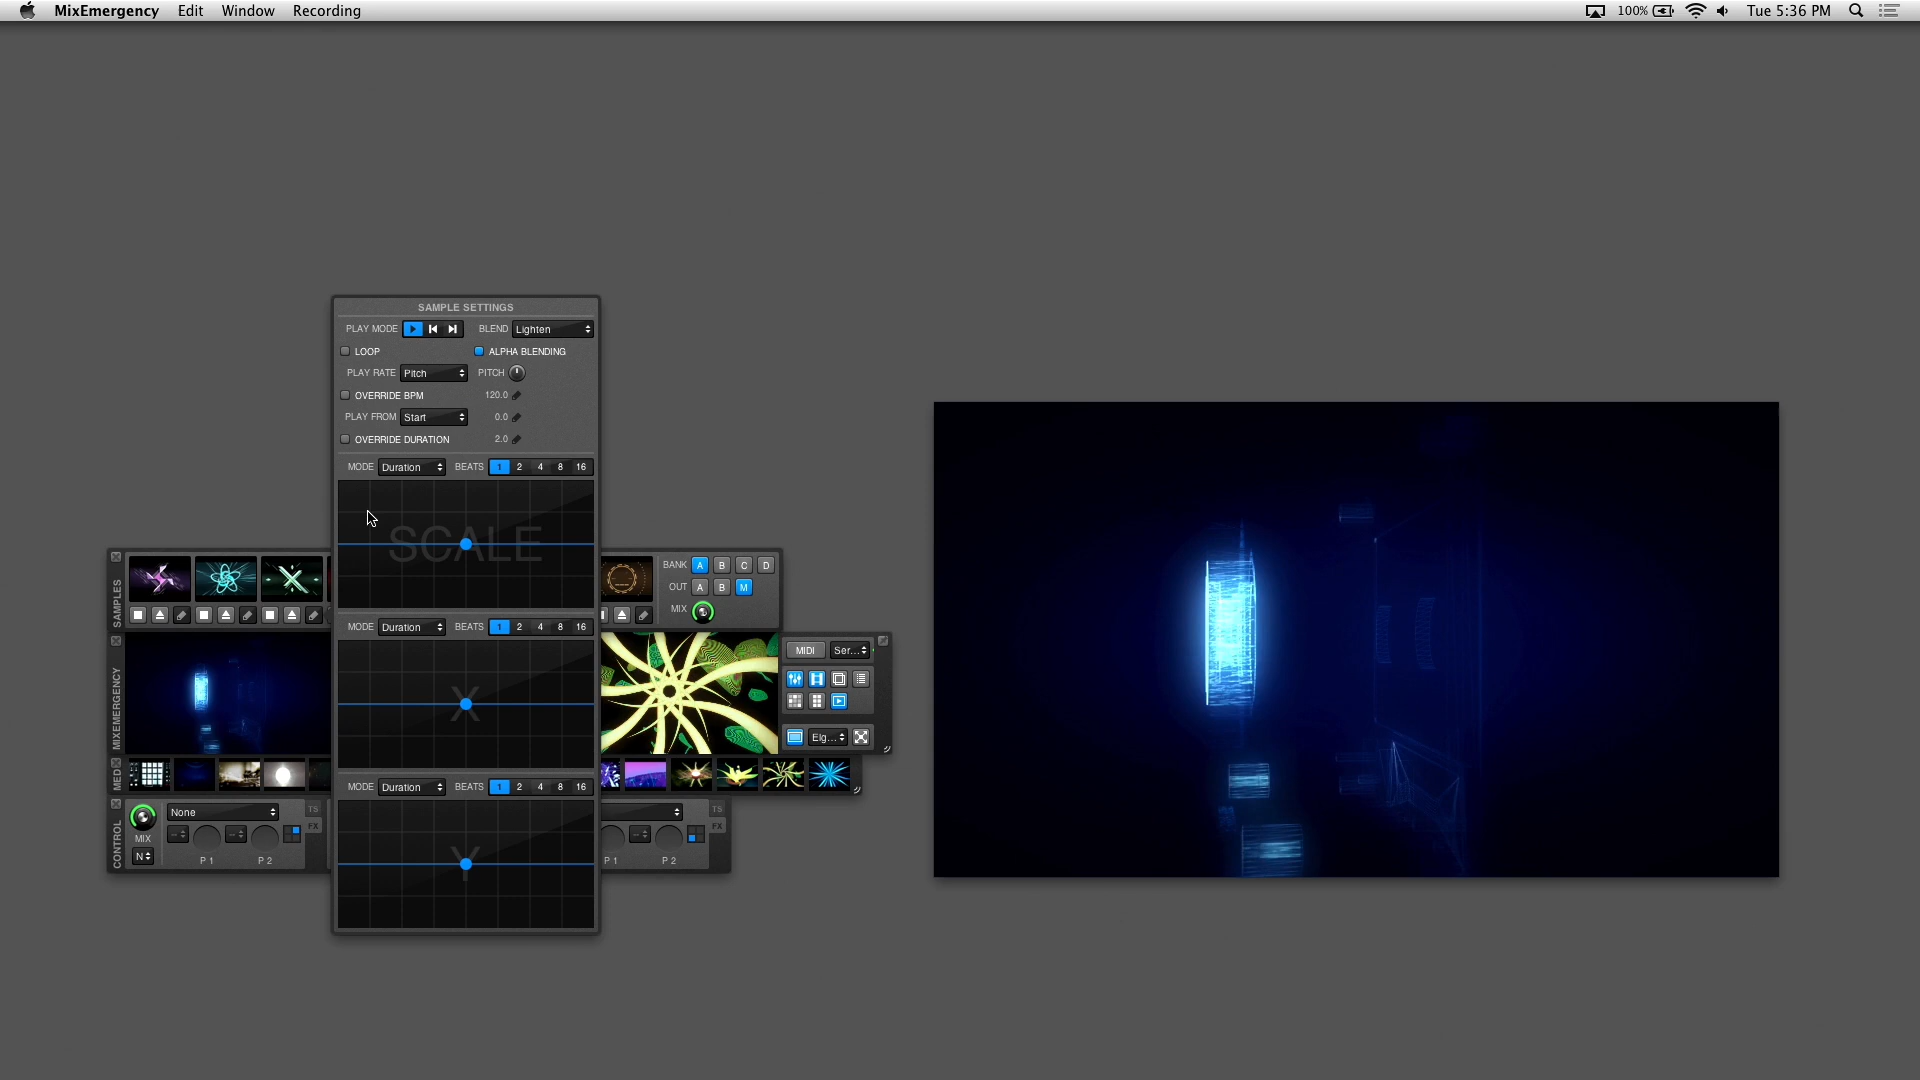 MixEmergency Edit Window Recording 100% Tue 5:36 PM
SAMPLE SETTINGS
PLAY MODE BLEND Lighten
LOOP ALPHA BLENDING
PLAY RATE Pitch PITCH
OVERRIDE BPM 120.0
PLAY FROM Start 0.0
OVERRIDE DURATION 2.0
MODE Duration BEATS 1 2 4 8 16
SCALE
MODE Duration BEATS 1 2 4 8 16
X
MODE Duration BEATS 1 2 4 8 16
Y
SAMPLES
BANK A B C D
OUT A B M
MIX
MIXEMERGENCY
MIDI Ser...
Eig...
MED
CONTROL
None TS
FX
MIX
N
P 1 P 2
TS
FX
P 1 P 2